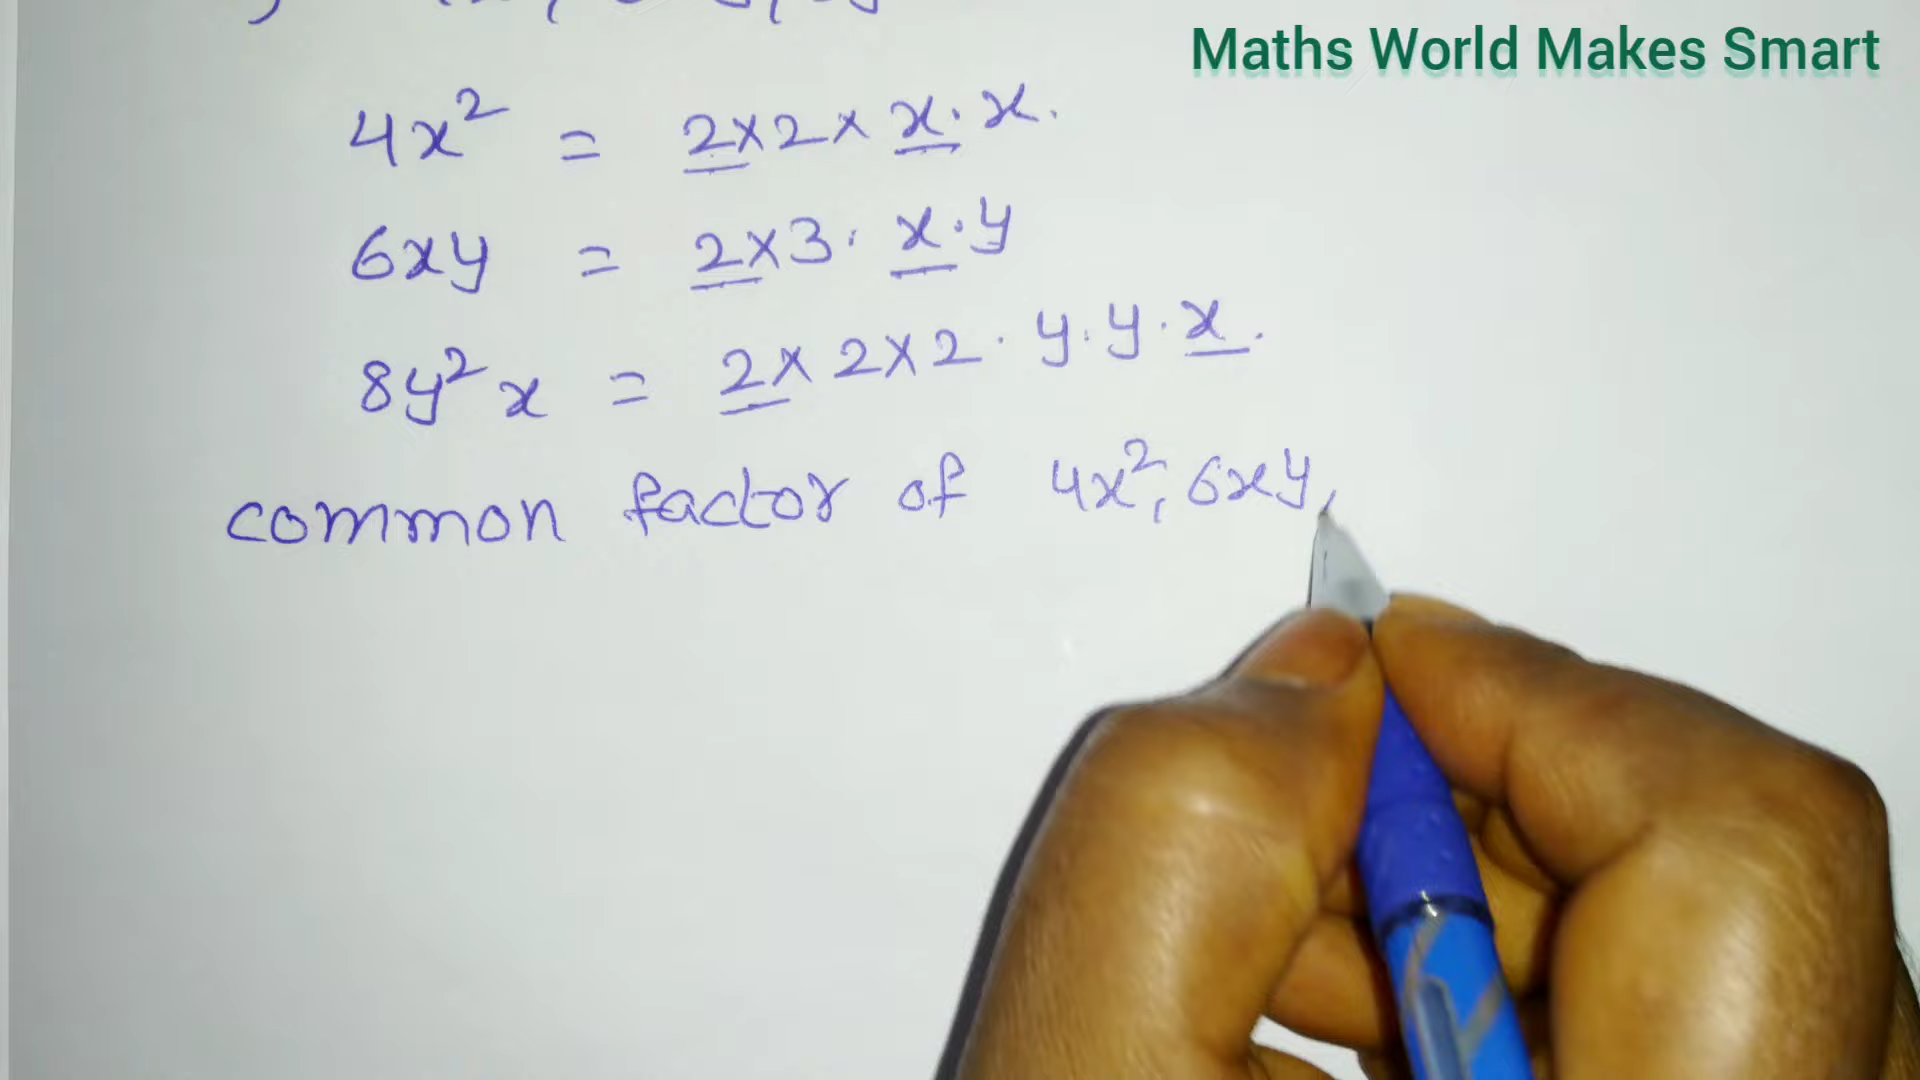 Maths World Makes Smart
4x² = 2×2× x·x.
6xy = 2×3· x·y
8y²x = 2×2×2·y·y·x.
common factor of 4x², 6xy,